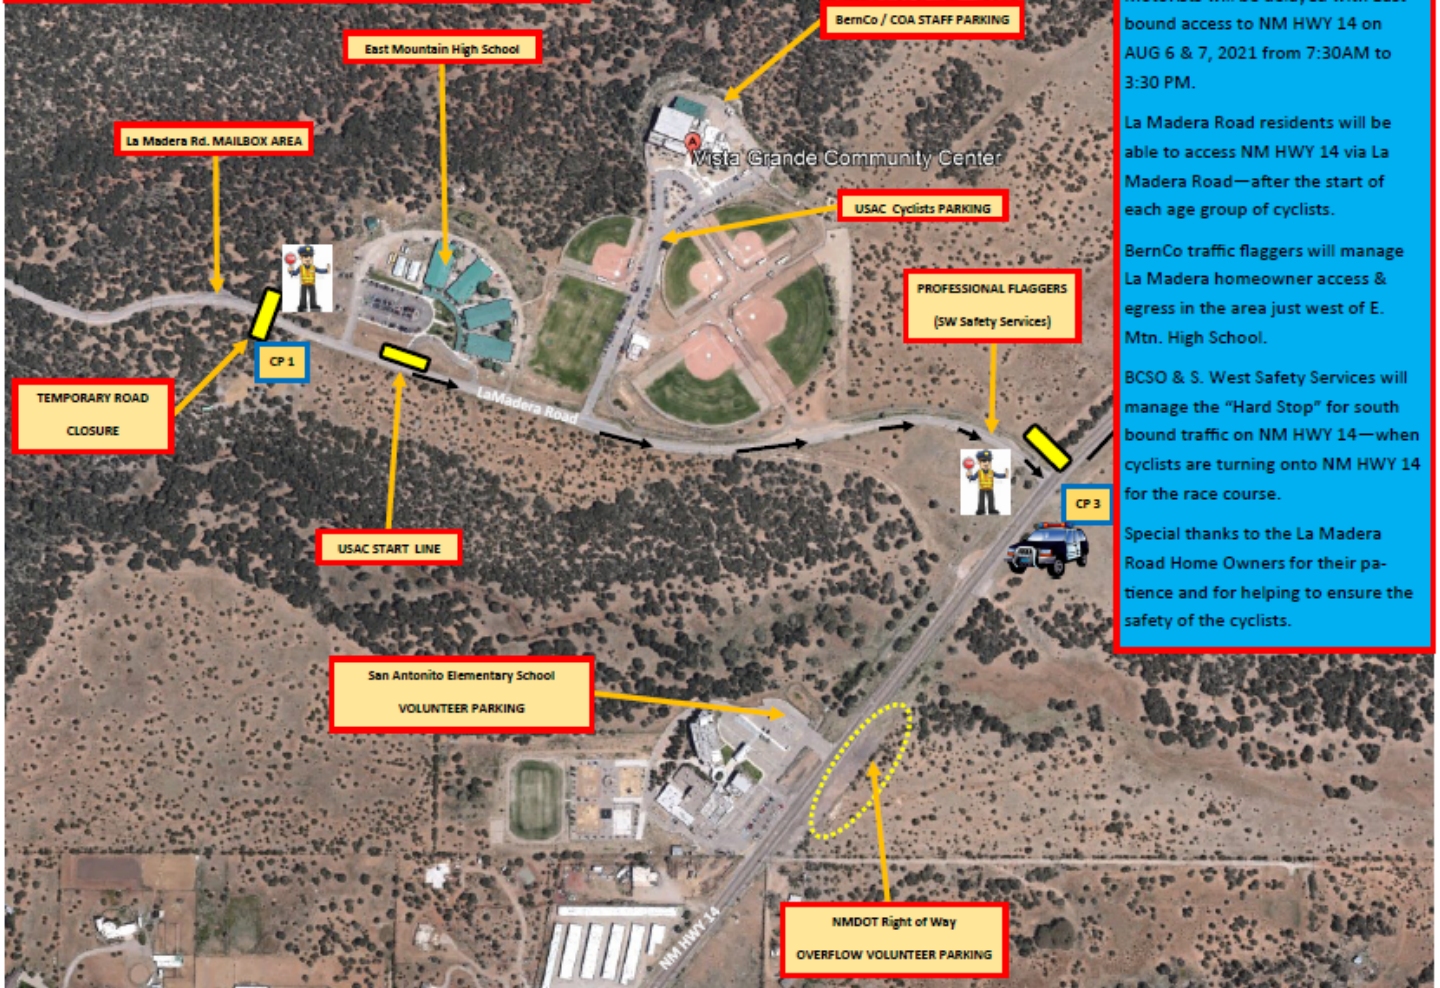 BernCo / COA STAFF PARKING
East Mountain High School
La Madera Rd. MAILBOX AREA
A
Vista Grande Community Center
USAC Cyclists PARKING
PROFESSIONAL FLAGGERS
(SW Safety Services)
CP 1
TEMPORARY ROAD
CLOSURE
LaMadera Road
USAC START LINE
CP 3
San Antonito Elementary School
VOLUNTEER PARKING
NMDOT Right of Way
OVERFLOW VOLUNTEER PARKING
NM HWY 14
Motorists will be delayed with East
bound access to NM HWY 14 on
AUG 6 & 7, 2021 from 7:30AM to
3:30 PM.
La Madera Road residents will be
able to access NM HWY 14 via La
Madera Road—after the start of
each age group of cyclists.
BernCo traffic flaggers will manage
La Madera homeowner access &
egress in the area just west of E.
Mtn. High School.
BCSO & S. West Safety Services will
manage the “Hard Stop” for south
bound traffic on NM HWY 14—when
cyclists are turning onto NM HWY 14
for the race course.
Special thanks to the La Madera
Road Home Owners for their pa-
tience and for helping to ensure the
safety of the cyclists.